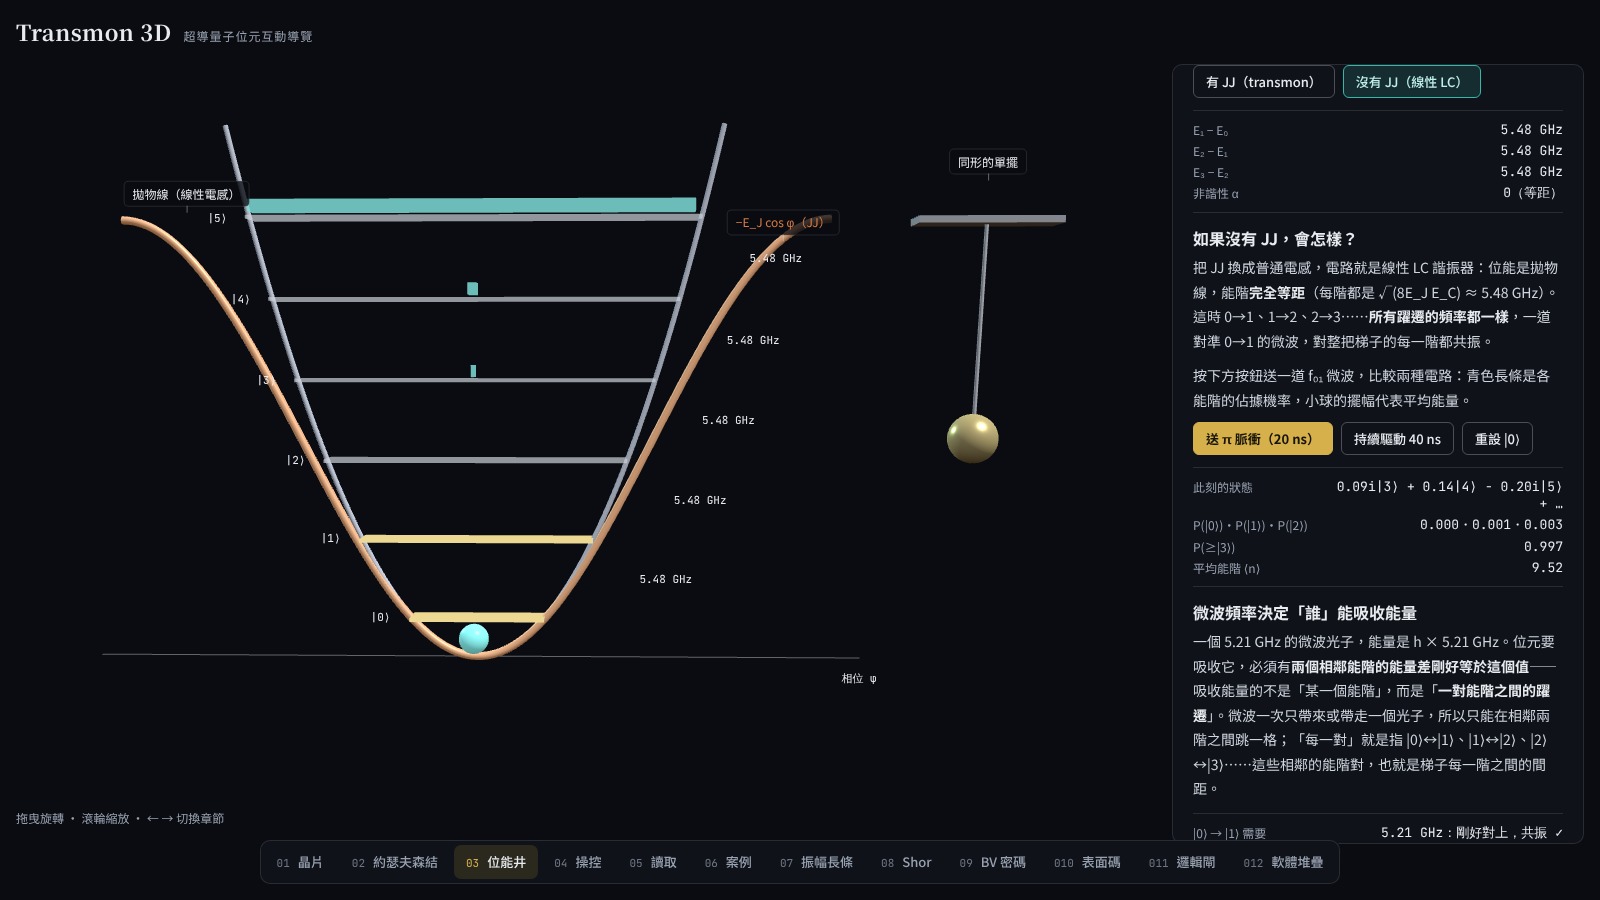 Transmon 3D 超導量子位元互動導覽
拋物線（線性電感）
|5⟩
|4⟩
|3⟩
|2⟩
|1⟩
|0⟩
−E_J cos φ（JJ）
5.48 GHz
5.48 GHz
5.48 GHz
5.48 GHz
5.48 GHz
相位 φ
同形的單擺
有 JJ（transmon） 沒有 JJ（線性 LC）
E₁ − E₀ 5.48 GHz
E₂ − E₁ 5.48 GHz
E₃ − E₂ 5.48 GHz
非諧性 α 0（等距）
如果沒有 JJ，會怎樣？
把 JJ 換成普通電感，電路就是線性 LC 諧振器：位能是拋物
線，能階完全等距（每階都是 √(8E_J E_C) ≈ 5.48 GHz）。
這時 0→1、1→2、2→3……所有躍遷的頻率都一樣，一道
對準 0→1 的微波，對整把梯子的每一階都共振。
按下方按鈕送一道 f₀₁ 微波，比較兩種電路：青色長條是各
能階的佔據機率，小球的擺幅代表平均能量。
送 π 脈衝（20 ns） 持續驅動 40 ns 重設 |0⟩
此刻的狀態 0.09i|3⟩ + 0.14|4⟩ - 0.20i|5⟩
+ …
P(|0⟩)・P(|1⟩)・P(|2⟩) 0.000・0.001・0.003
P(≥|3⟩) 0.997
平均能階 ⟨n⟩ 9.52
微波頻率決定「誰」能吸收能量
一個 5.21 GHz 的微波光子，能量是 h × 5.21 GHz。位元要
吸收它，必須有兩個相鄰能階的能量差剛好等於這個值——
吸收能量的不是「某一個能階」，而是「一對能階之間的躍
遷」。微波一次只帶來或帶走一個光子，所以只能在相鄰兩
階之間跳一格；「每一對」就是指 |0⟩↔|1⟩、|1⟩↔|2⟩、|2⟩
↔|3⟩……這些相鄰的能階對，也就是梯子每一階之間的間
距。
|0⟩ → |1⟩ 需要 5.21 GHz：剛好對上，共振 ✓
拖曳旋轉 · 滾輪縮放 · ← → 切換章節
01 晶片 02 約瑟夫森結 03 位能井 04 操控 05 讀取 06 案例 07 振幅長條 08 Shor 09 BV 密碼 010 表面碼 011 邏輯閘 012 軟體堆疊